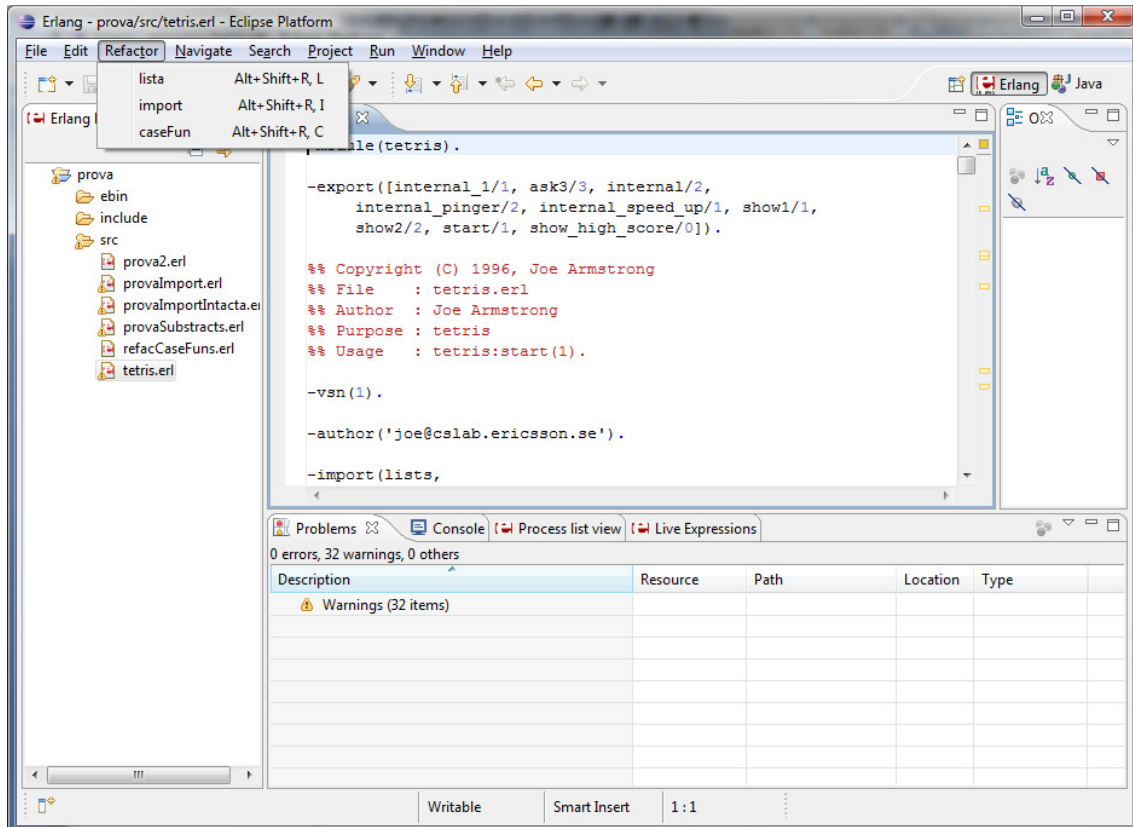 Erlang - prova/src/tetris.erl - Eclipse Platform
File Edit Refactor Navigate Search Project Run Window Help
lista Alt+Shift+R, L
import Alt+Shift+R, I
caseFun Alt+Shift+R, C
Erlang Java
Erlang
prova
ebin
include
src
prova2.erl
provaImport.erl
provaImportIntacta.er
provaSubstracts.erl
refacCaseFuns.erl
tetris.erl
(tetris).
-export([internal_1/1, ask3/3, internal/2,
internal_pinger/2, internal_speed_up/1, show1/1,
show2/2, start/1, show_high_score/0]).
%% Copyright (C) 1996, Joe Armstrong
%% File : tetris.erl
%% Author : Joe Armstrong
%% Purpose : tetris
%% Usage : tetris:start(1).
-vsn(1).
-author('joe@cslab.ericsson.se').
-import(lists,
O
Problems Console Process list view Live Expressions
0 errors, 32 warnings, 0 others
Description Resource Path Location Type
Warnings (32 items)
Writable Smart Insert 1 : 1